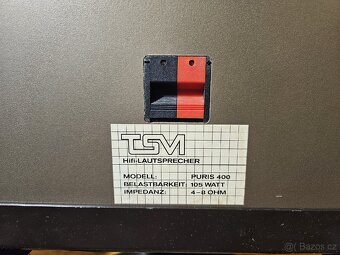 TSM
Hifi-LAUTSPRECHER
MODELL: PURIS 400
BELASTBARKEIT: 105 WATT
IMPEDANZ: 4-8 OHM
Bazos.cz